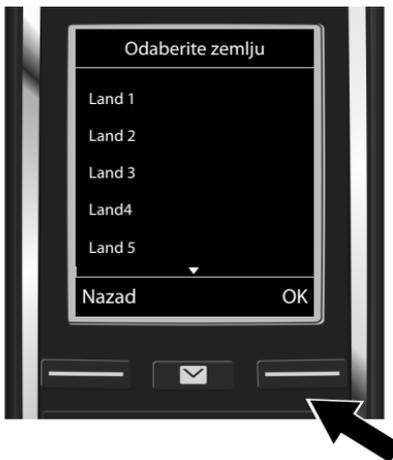 Odaberite zemlju
Land 1
Land 2
Land 3
Land4
Land 5
Nazad OK